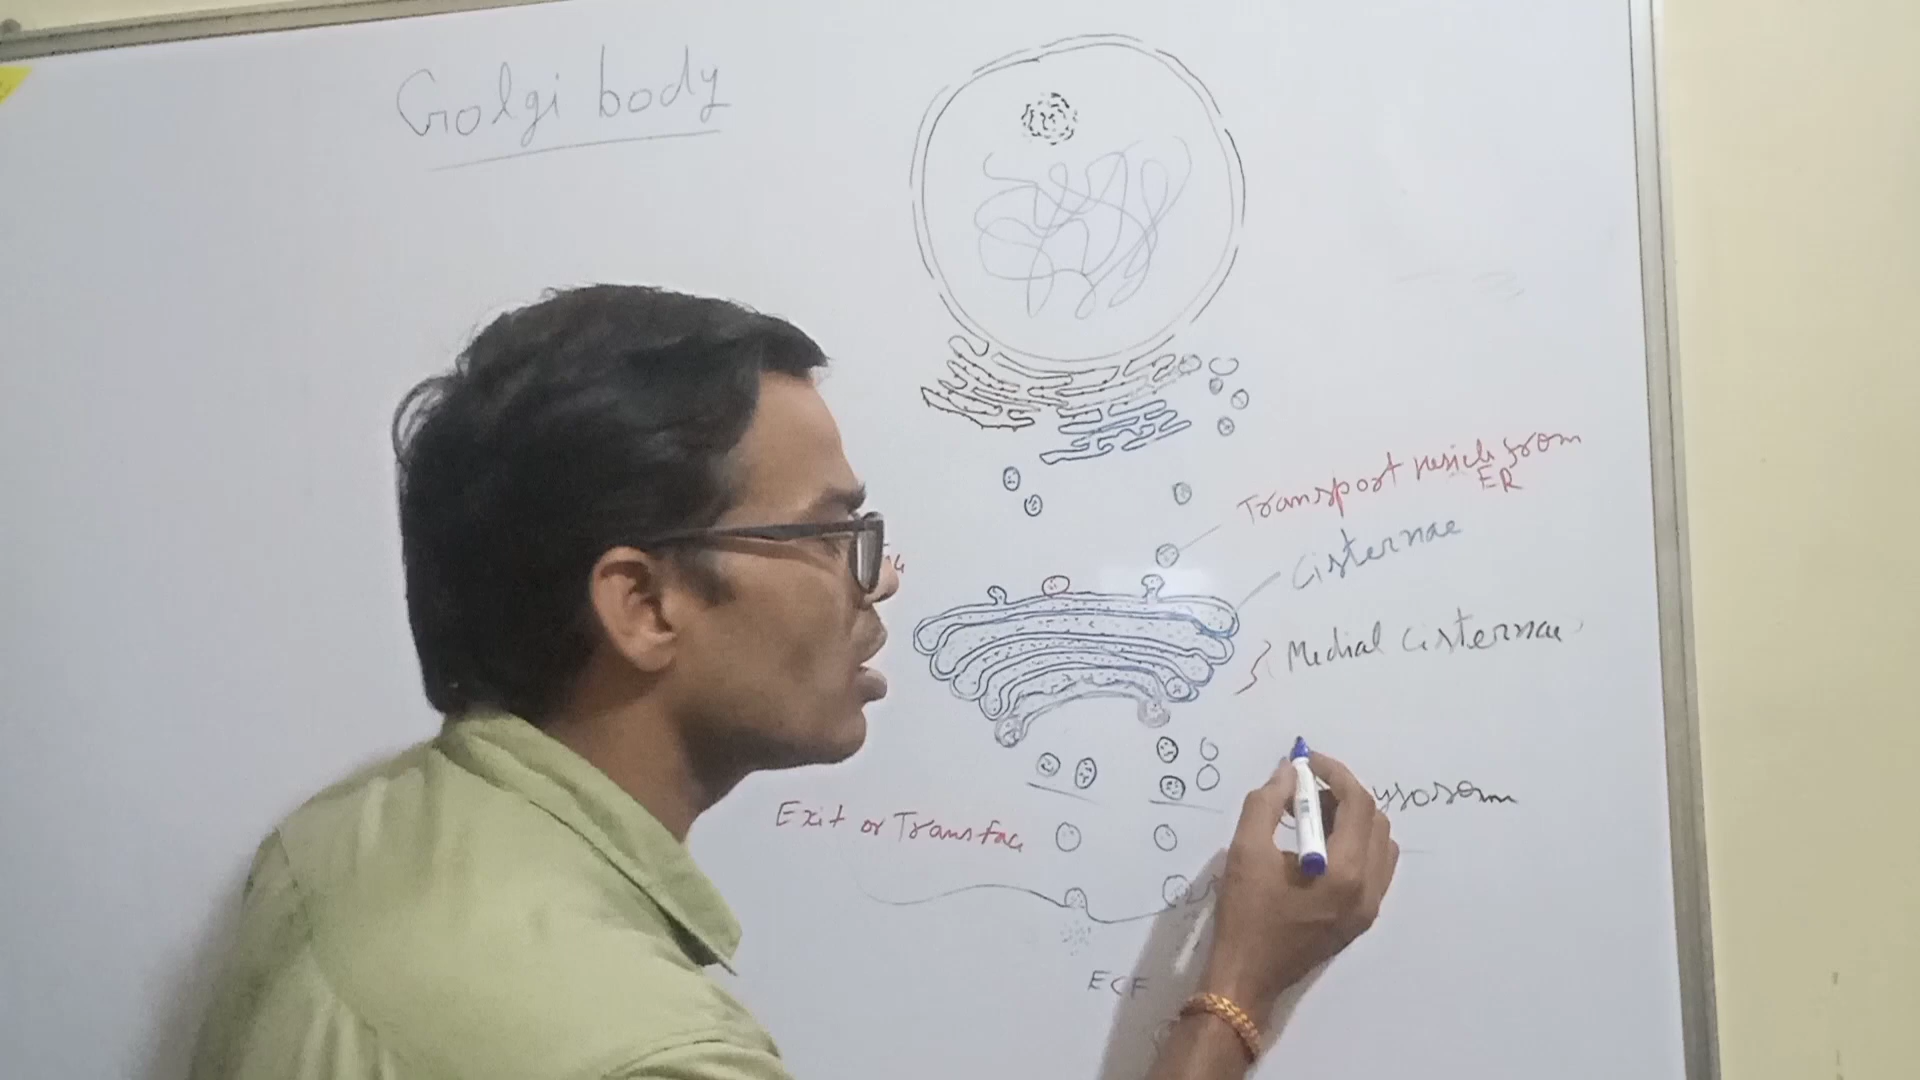 Golgi body
Transport vesicle from
ER
Cisternae
Medial Cisternae
Exit or Trans face
ECF